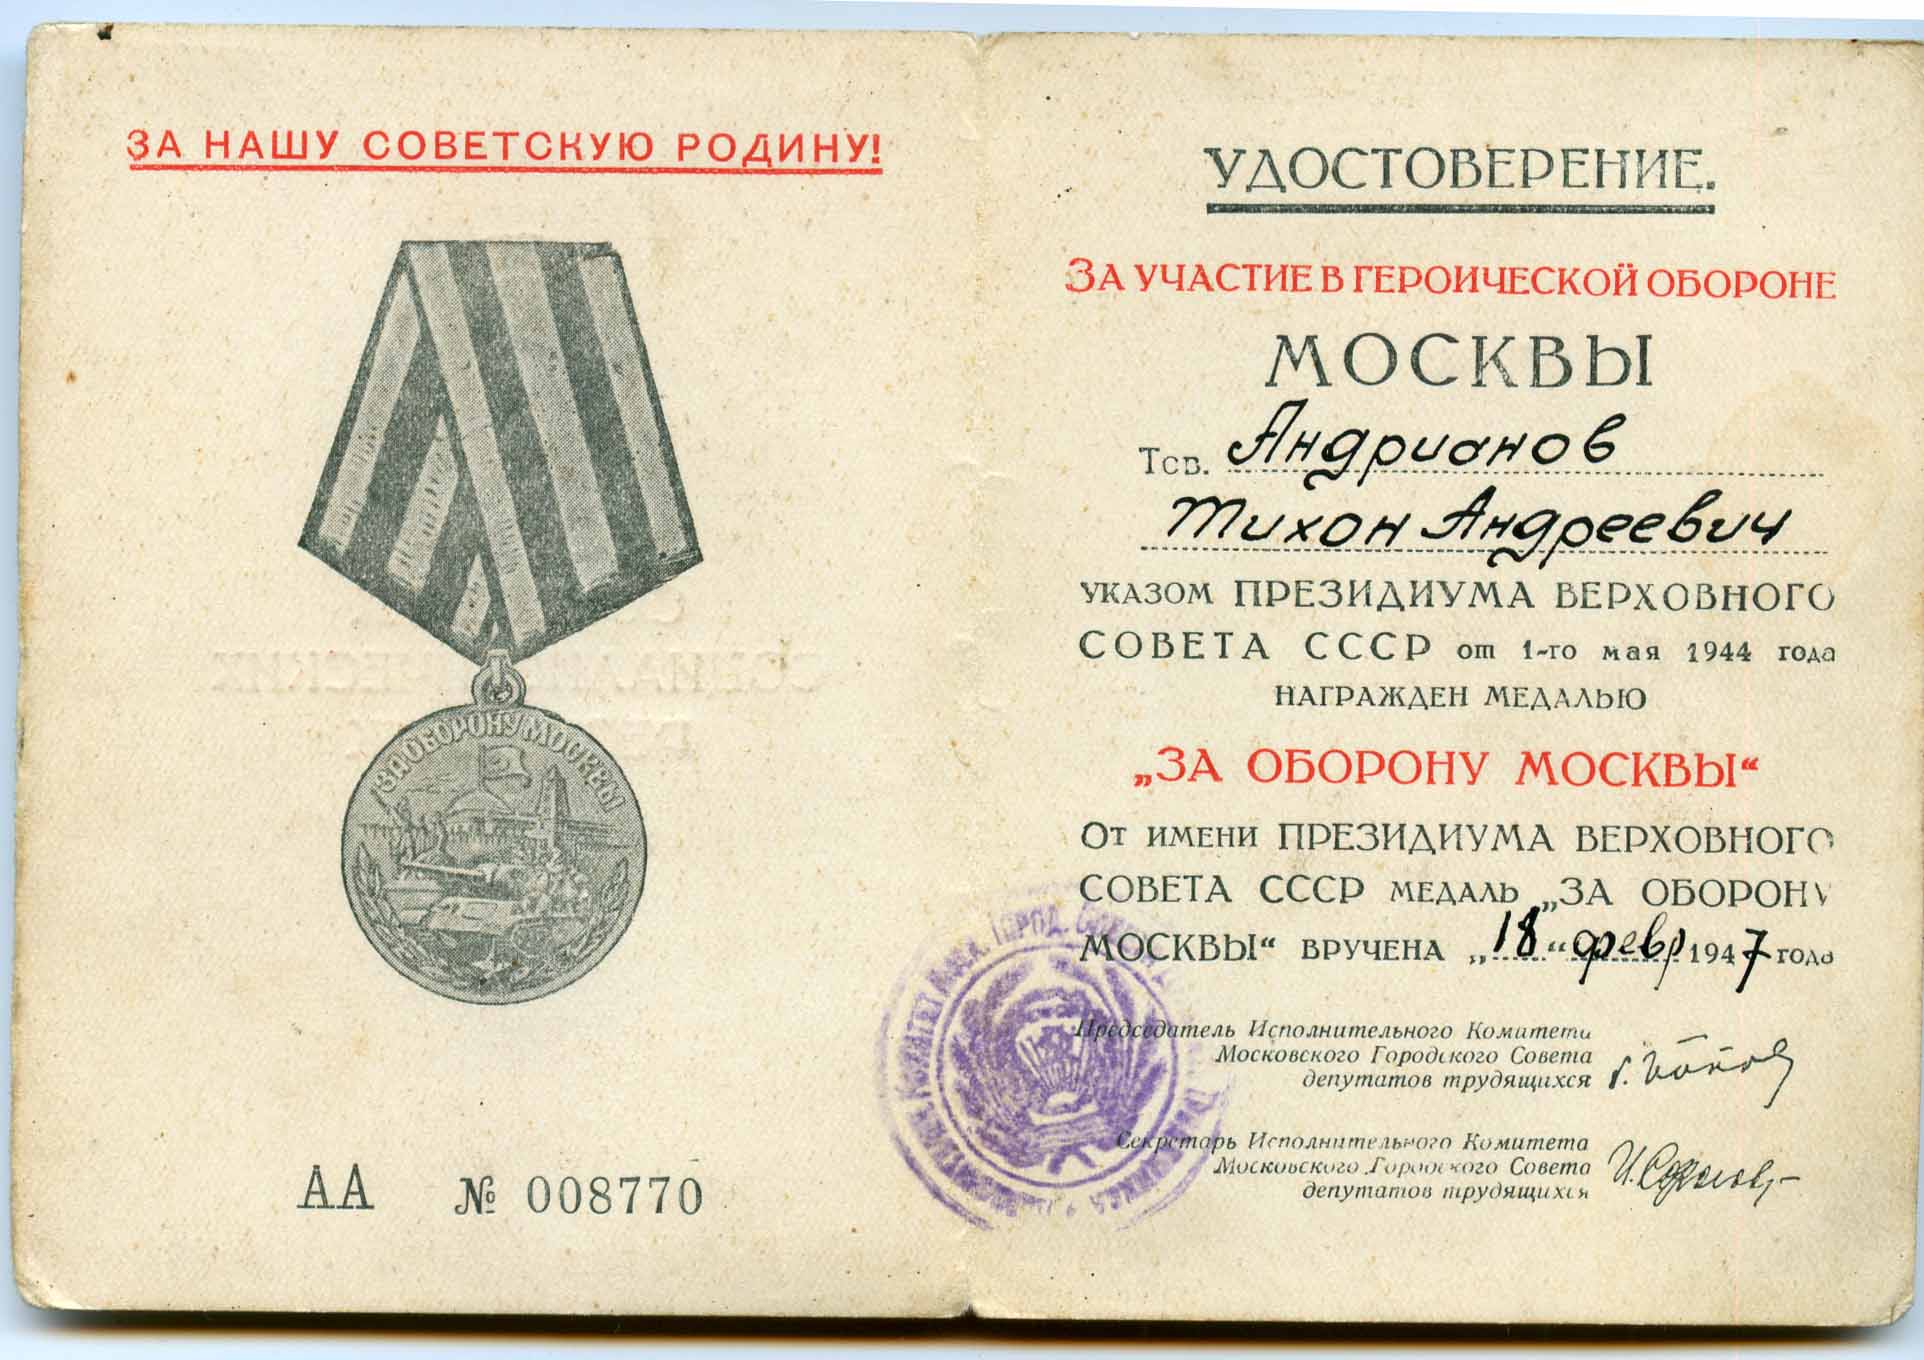 ЗА НАШУ СОВЕТСКУЮ РОДИНУ!
ЗА ОБОРОНУ МОСКВЫ
АА № 008770
УДОСТОВЕРЕНИЕ.
ЗА УЧАСТИЕ В ГЕРОИЧЕСКОЙ ОБОРОНЕ
МОСКВЫ
Тов. Андрианов
Тихон Андреевич
УКАЗОМ ПРЕЗИДИУМА ВЕРХОВНОГО
СОВЕТА СССР от 1-го мая 1944 года
НАГРАЖДЕН МЕДАЛЬЮ
„ЗА ОБОРОНУ МОСКВЫ“
ОТ ИМЕНИ ПРЕЗИДИУМА ВЕРХОВНОГО
СОВЕТА СССР МЕДАЛЬ „ЗА ОБОРОНУ
МОСКВЫ“ ВРУЧЕНА „18“ февр 1947 года
Председатель Исполнительного Комитета
Московского Городского Совета
депутатов трудящихся
Г. Попов
Секретарь Исполнительного Комитета
Московского Городского Совета
депутатов трудящихся